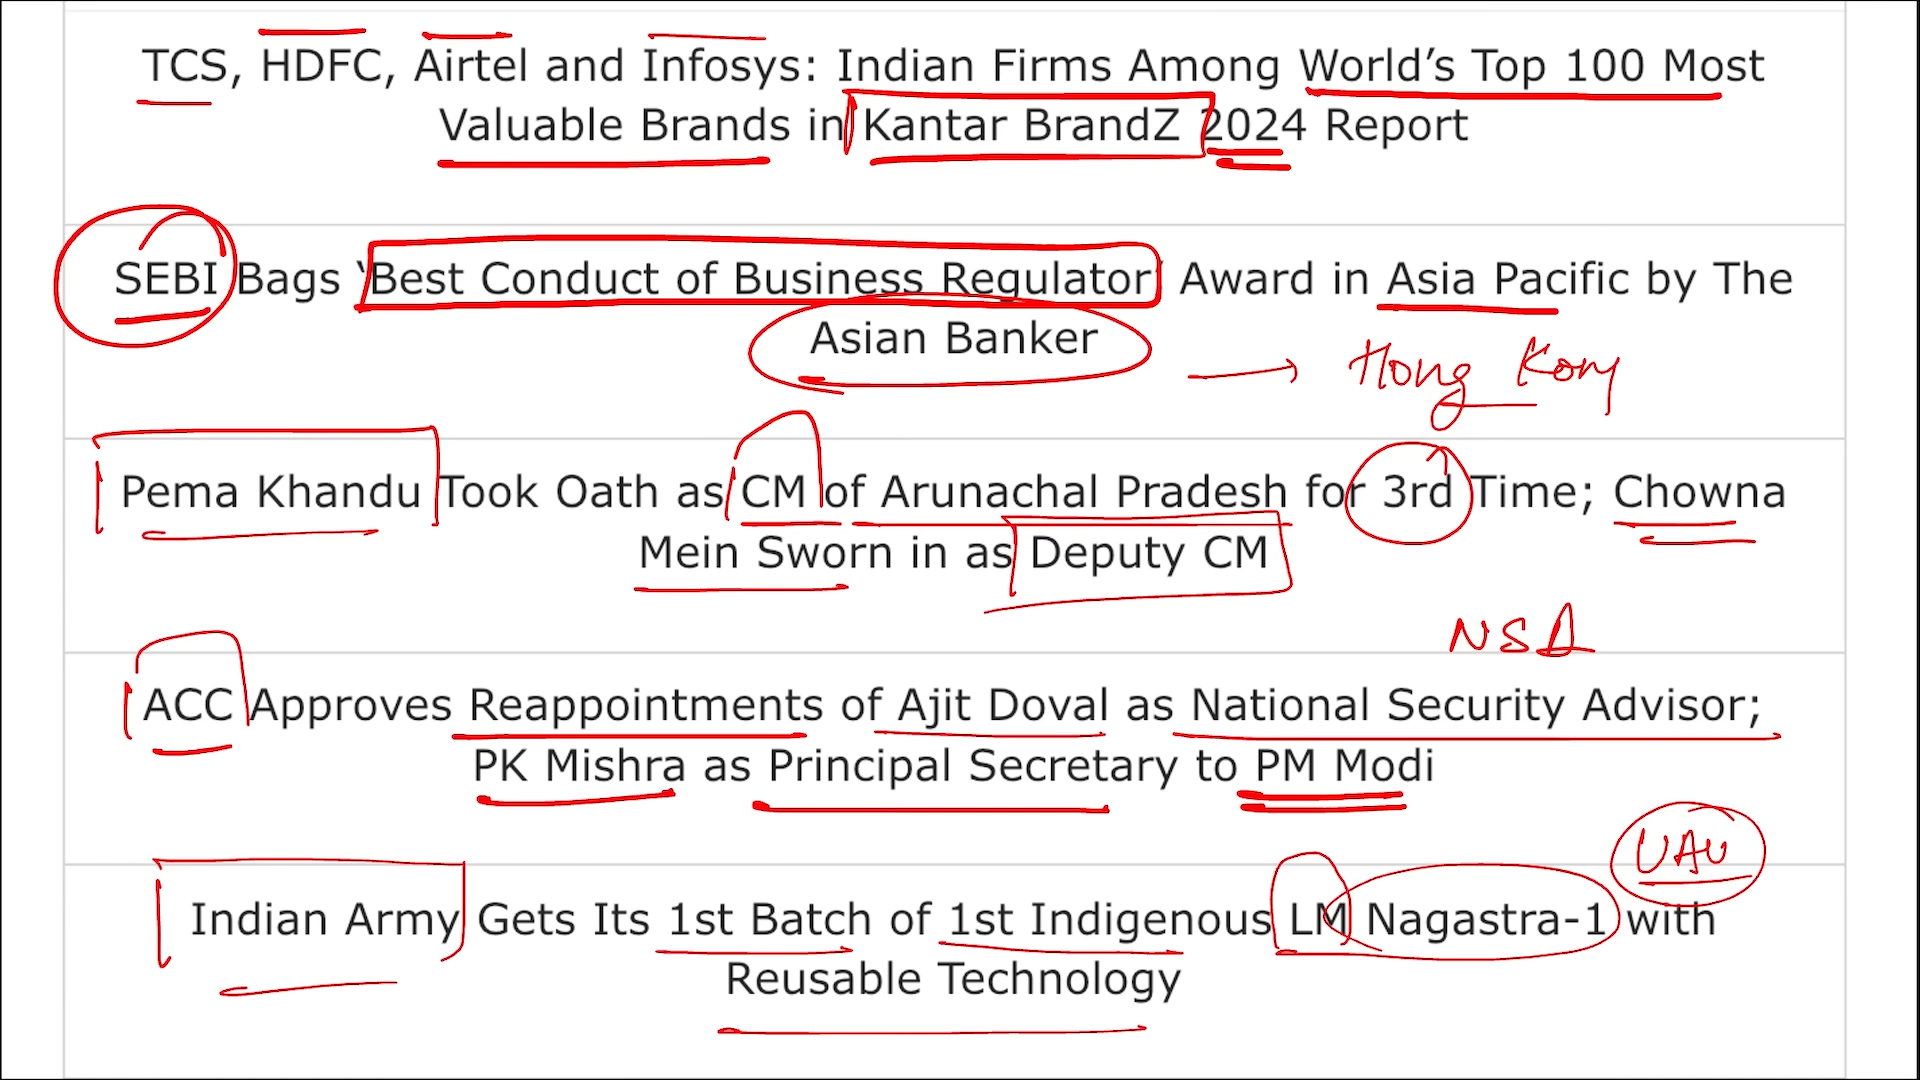 TCS, HDFC, Airtel and Infosys: Indian Firms Among World’s Top 100 Most
Valuable Brands in Kantar BrandZ 2024 Report
SEBI Bags ‘Best Conduct of Business Regulator’ Award in Asia Pacific by The
Asian Banker
→ Hong Kong
Pema Khandu Took Oath as CM of Arunachal Pradesh for 3rd Time; Chowna
Mein Sworn in as Deputy CM
NSA
ACC Approves Reappointments of Ajit Doval as National Security Advisor;
PK Mishra as Principal Secretary to PM Modi
UAV
Indian Army Gets Its 1st Batch of 1st Indigenous LM Nagastra-1 with
Reusable Technology